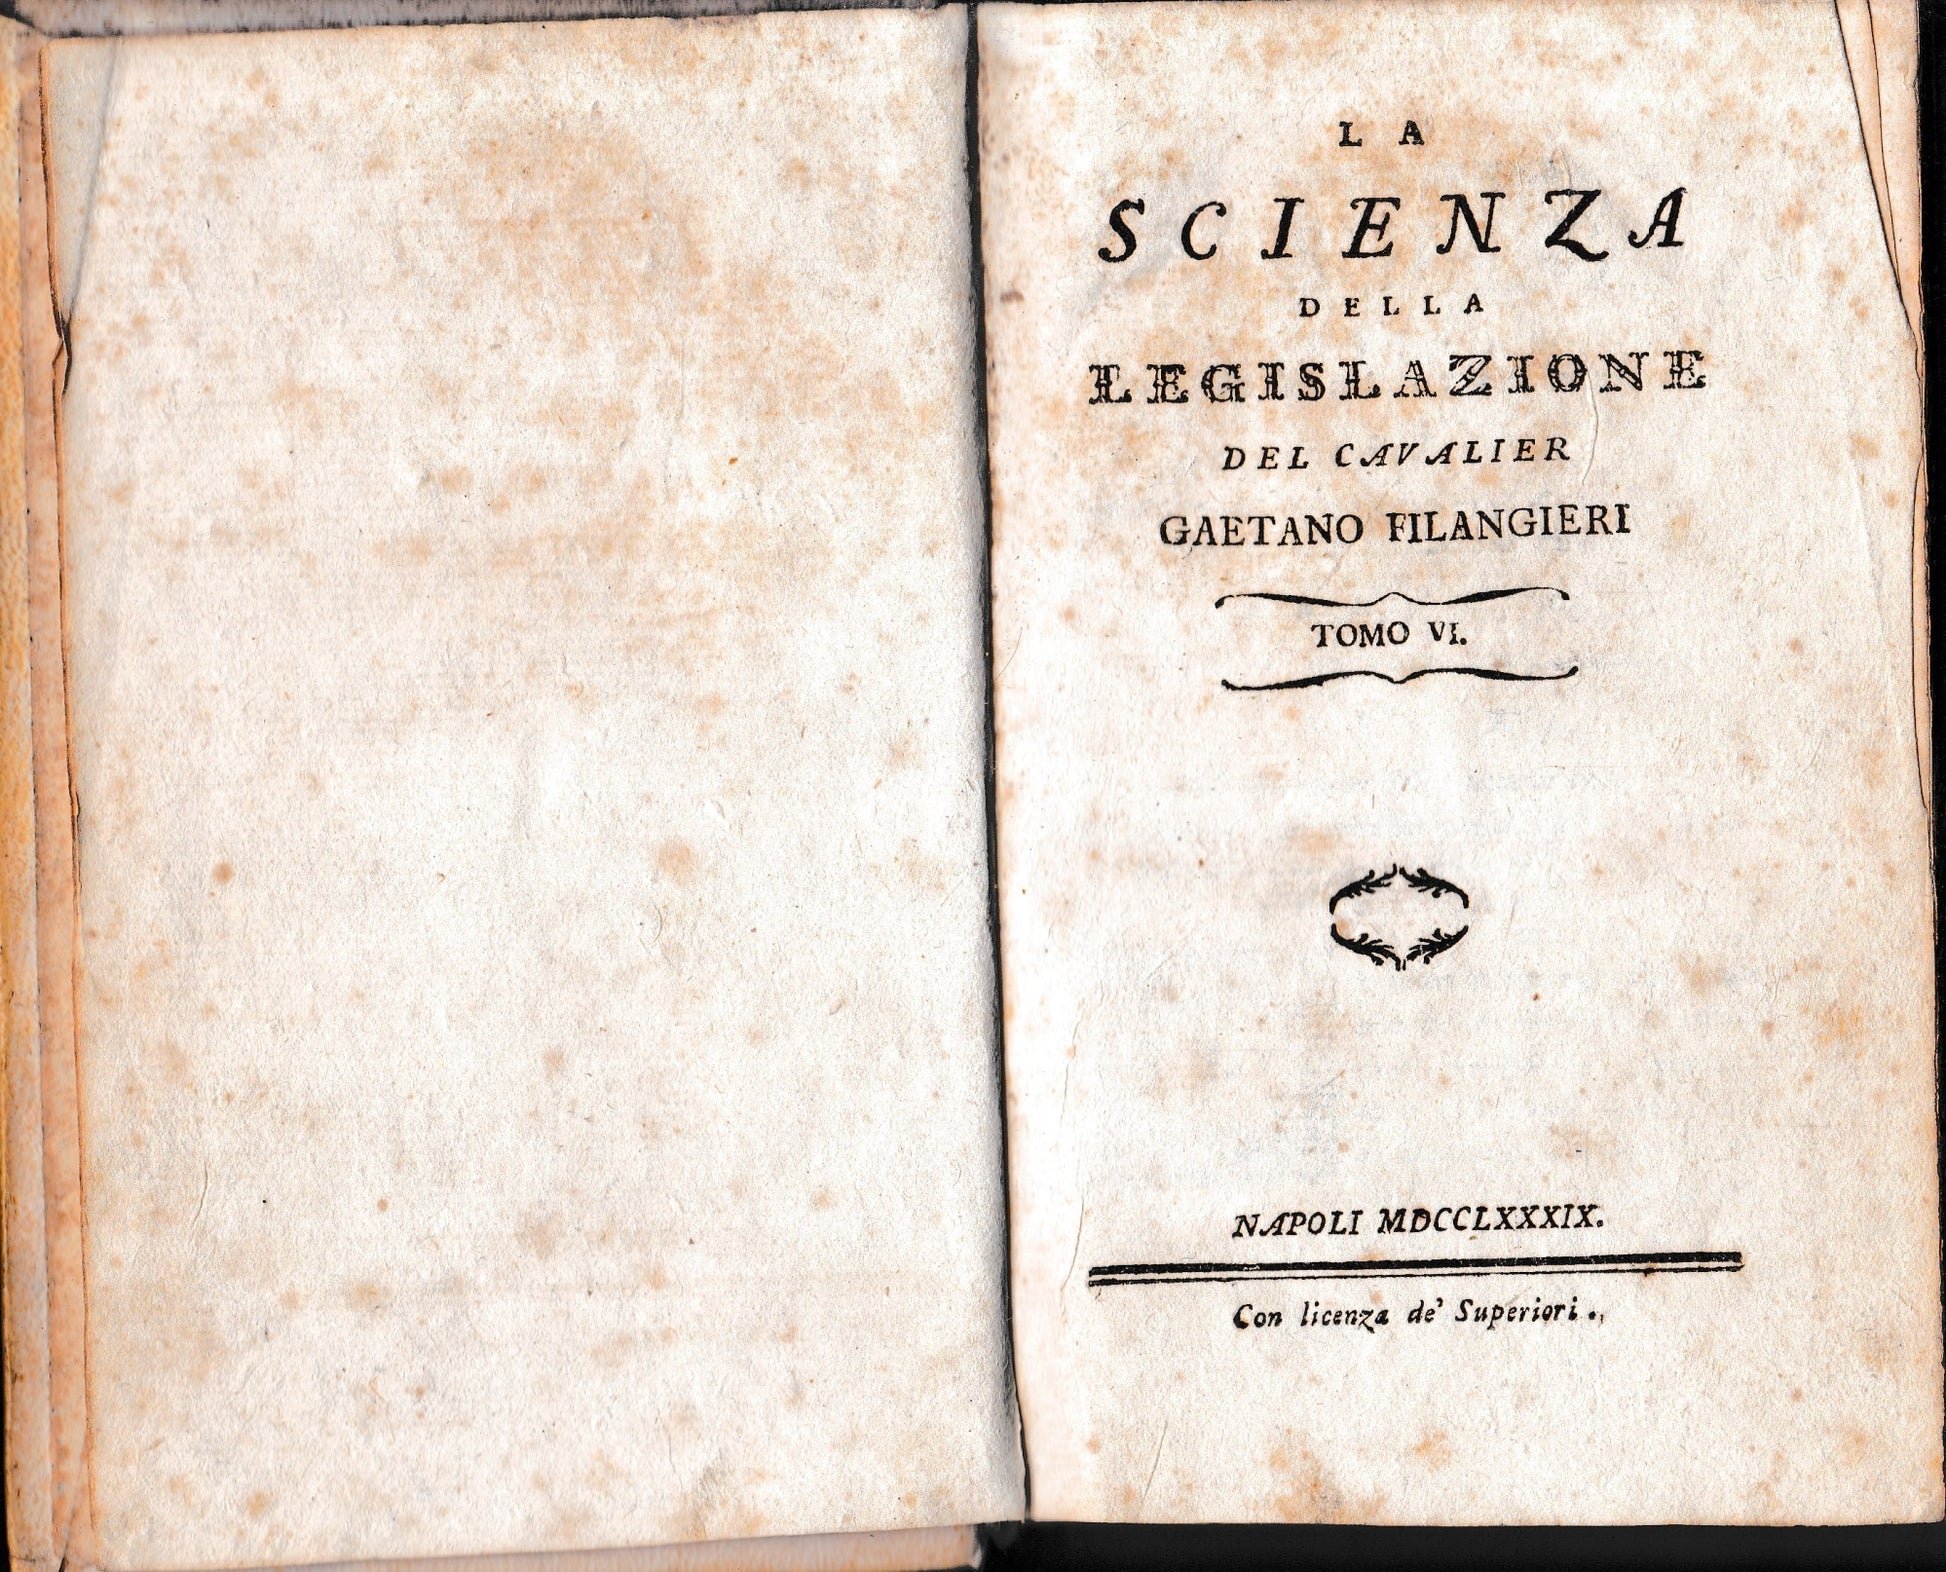 LA
SCIENZA
DELLA
LEGISLAZIONE
DEL CAVALIER
GAETANO FILANGIERI
TOMO VI.
NAPOLI MDCCLXXXIX.
Con licenza de' Superiori.